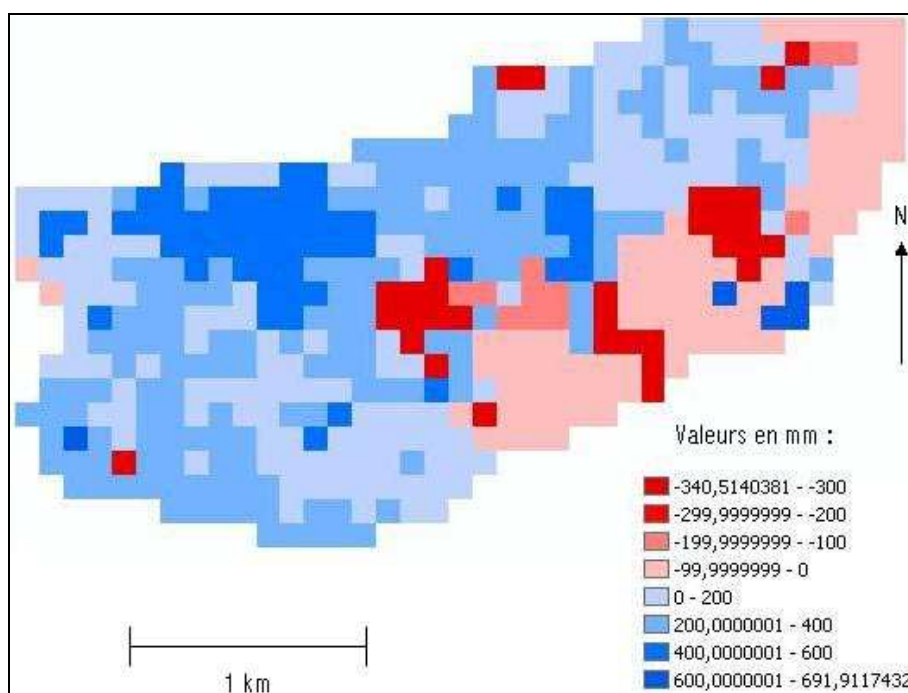 N
Valeurs en mm :
-340,5140381 - -300
-299,9999999 - -200
-199,9999999 - -100
-99,9999999 - 0
0 - 200
200,0000001 - 400
400,0000001 - 600
600,0000001 - 691,9117432
1 km